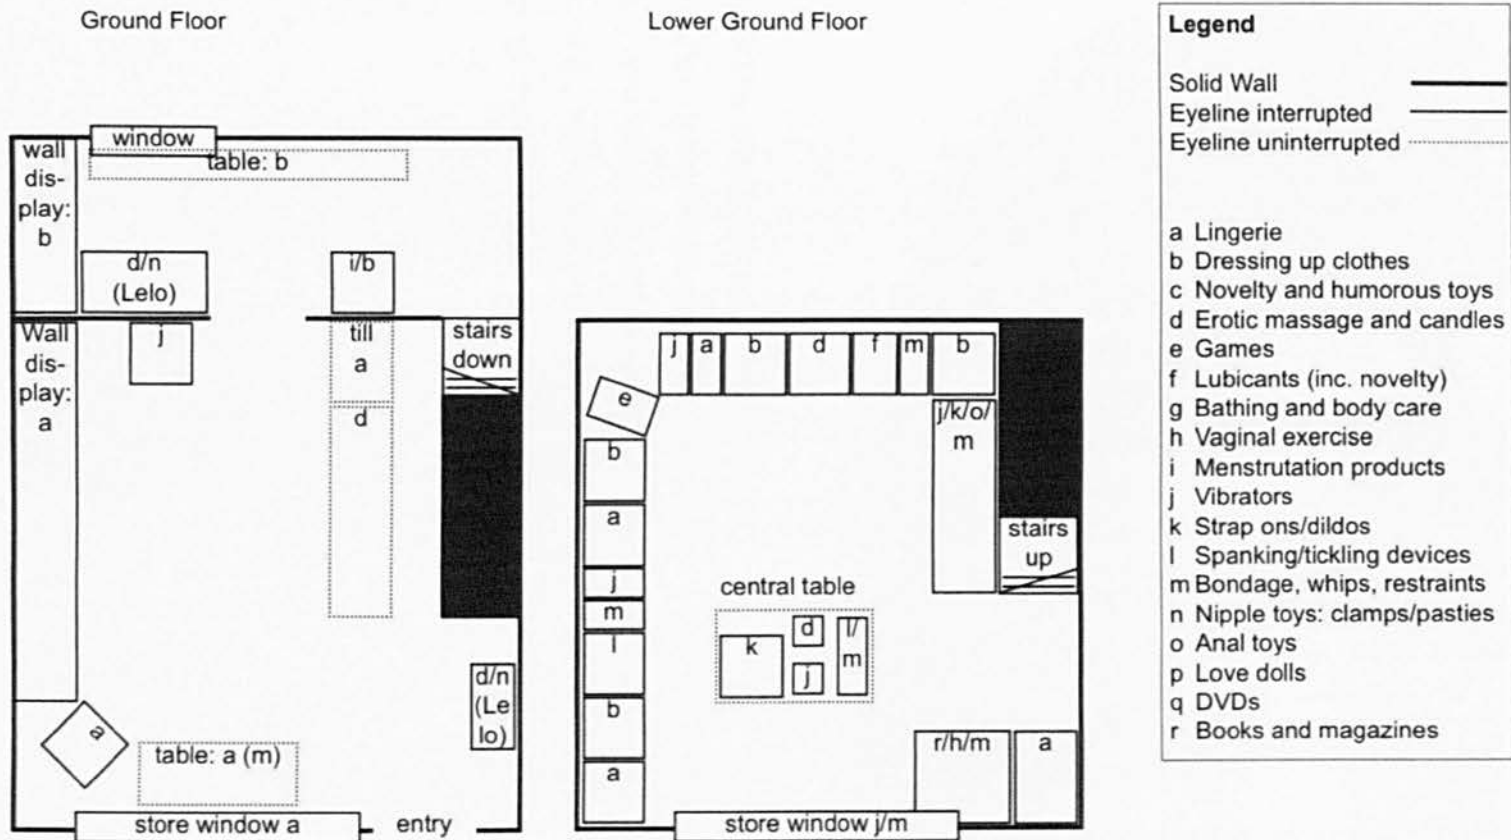 Ground Floor
window
wall
dis-
play:
b
table: b
d/n
(Lelo)
i/b
Wall
dis-
play:
a
j
till
a
stairs
down
d
d/n
(Le
lo)
a
table: a (m)
store window a
entry
Lower Ground Floor
j
a
b
d
f
m
b
e
j/k/o/
m
b
a
j
m
l
b
a
stairs
up
central table
k
d
j
l/
m
r/h/m
a
store window j/m
Legend
Solid Wall
Eyeline interrupted
Eyeline uninterrupted
a Lingerie
b Dressing up clothes
c Novelty and humorous toys
d Erotic massage and candles
e Games
f Lubicants (inc. novelty)
g Bathing and body care
h Vaginal exercise
i Menstrutation products
j Vibrators
k Strap ons/dildos
l Spanking/tickling devices
m Bondage, whips, restraints
n Nipple toys: clamps/pasties
o Anal toys
p Love dolls
q DVDs
r Books and magazines